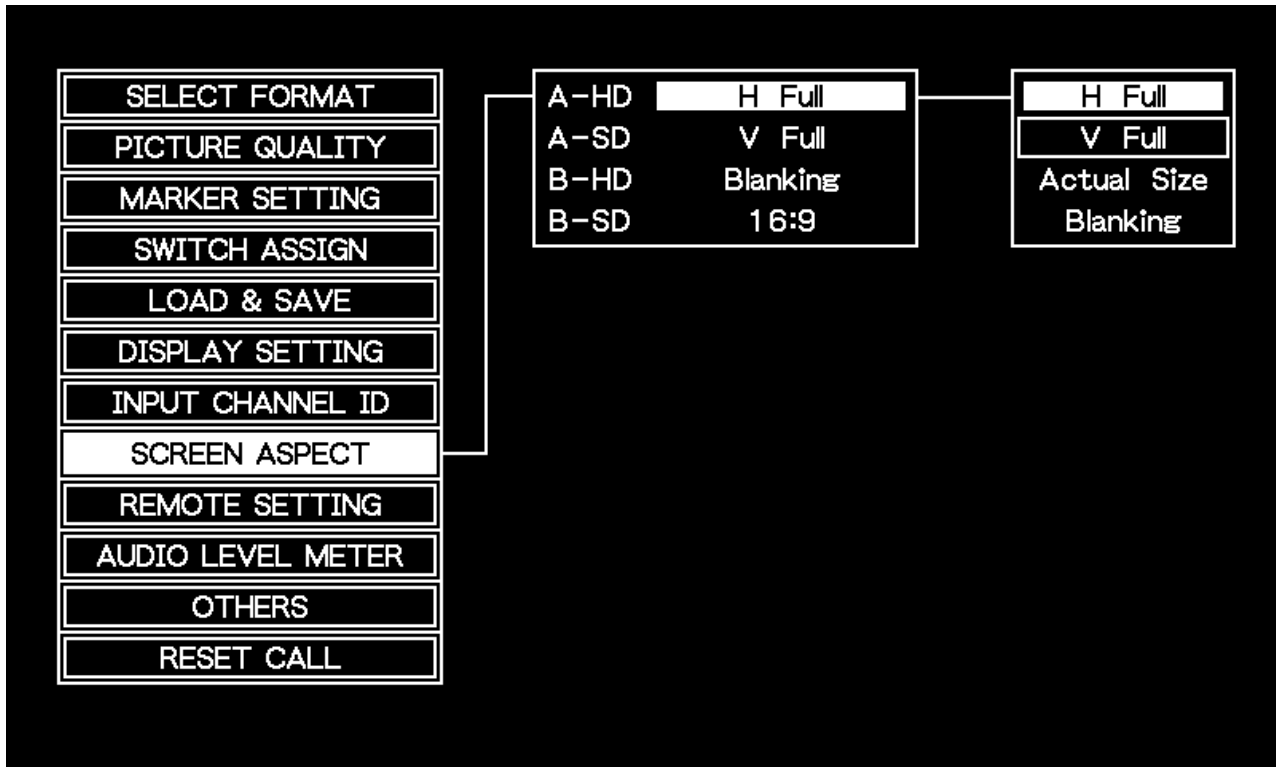 SELECT FORMAT
PICTURE QUALITY
MARKER SETTING
SWITCH ASSIGN
LOAD & SAVE
DISPLAY SETTING
INPUT CHANNEL ID
SCREEN ASPECT
REMOTE SETTING
AUDIO LEVEL METER
OTHERS
RESET CALL
A-HD H Full
A-SD V Full
B-HD Blanking
B-SD 16:9
H Full
V Full
Actual Size
Blanking